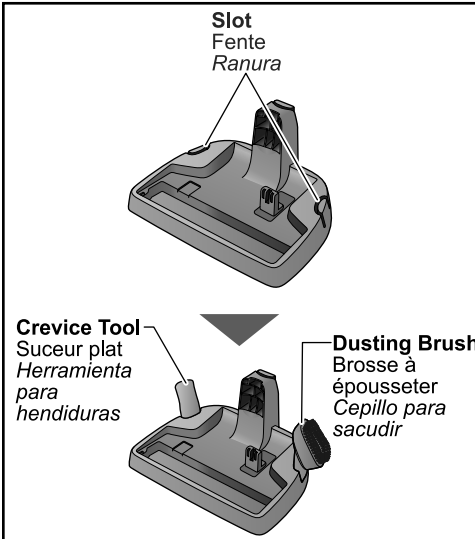 Slot
Fente
Ranura
Crevice Tool
Suceur plat
Herramienta
para
hendiduras
Dusting Brush
Brosse à
épousseter
Cepillo para
sacudir